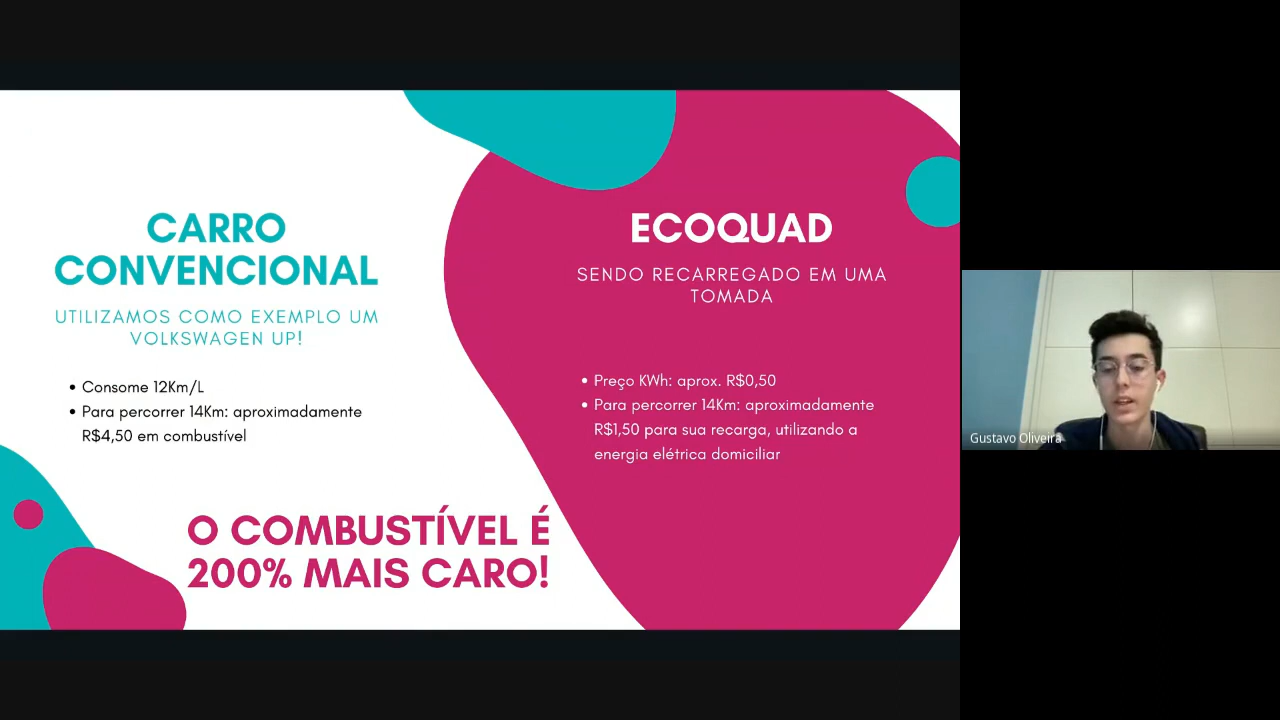 CARRO
CONVENCIONAL
UTILIZAMOS COMO EXEMPLO UM
VOLKSWAGEN UP!
• Consome 12Km/L
• Para percorrer 14Km: aproximadamente
R$4,50 em combustível
O COMBUSTÍVEL É
200% MAIS CARO!
ECOQUAD
SENDO RECARREGADO EM UMA
TOMADA
• Preço KWh: aprox. R$0,50
• Para percorrer 14Km: aproximadamente
R$1,50 para sua recarga, utilizando a
energia elétrica domiciliar
Gustavo Oliveira